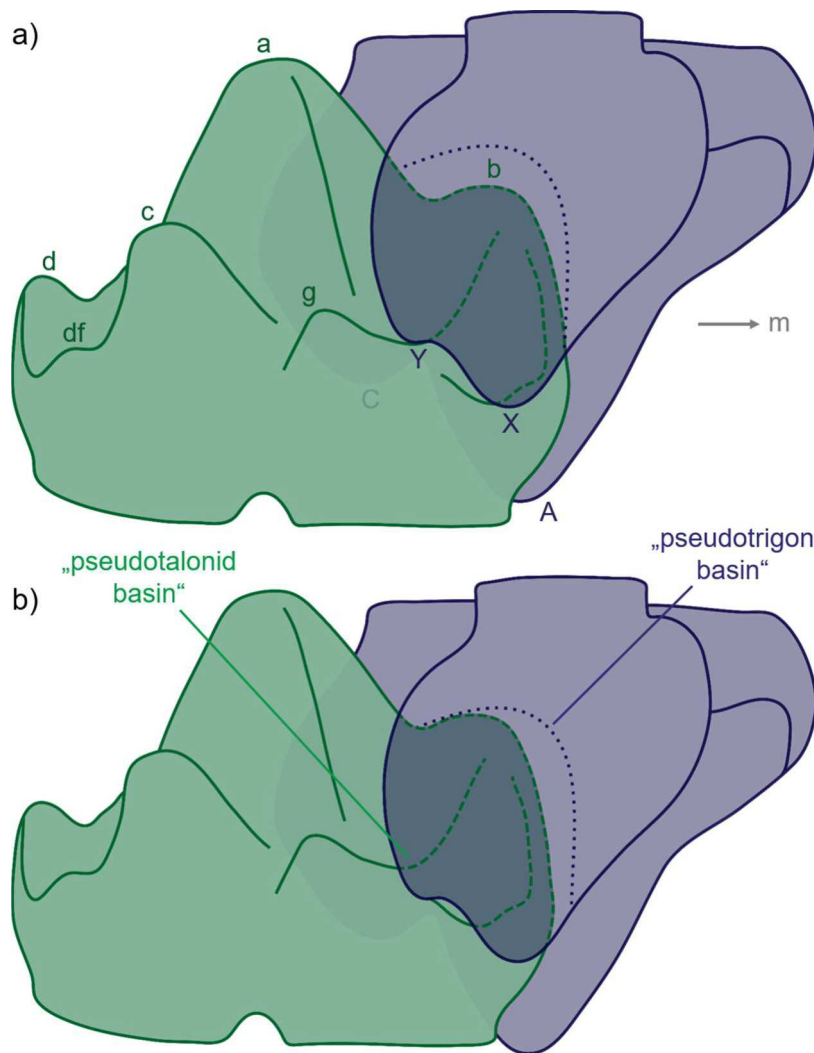 a)
a
b
c
d
g
df
m
Y
C
X
A
„pseudotalonid
basin“
„pseudotrigon
basin“
b)